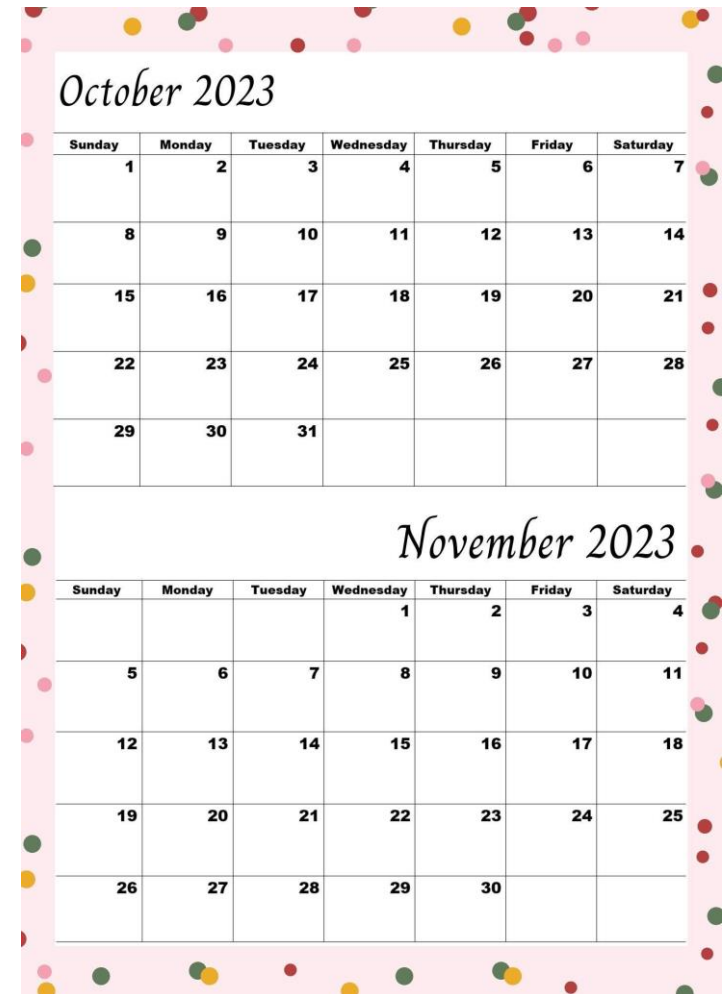 October 2023
Sunday Monday Tuesday Wednesday Thursday Friday Saturday
1 2 3 4 5 6 7
8 9 10 11 12 13 14
15 16 17 18 19 20 21
22 23 24 25 26 27 28
29 30 31
November 2023
Sunday Monday Tuesday Wednesday Thursday Friday Saturday
1 2 3 4
5 6 7 8 9 10 11
12 13 14 15 16 17 18
19 20 21 22 23 24 25
26 27 28 29 30